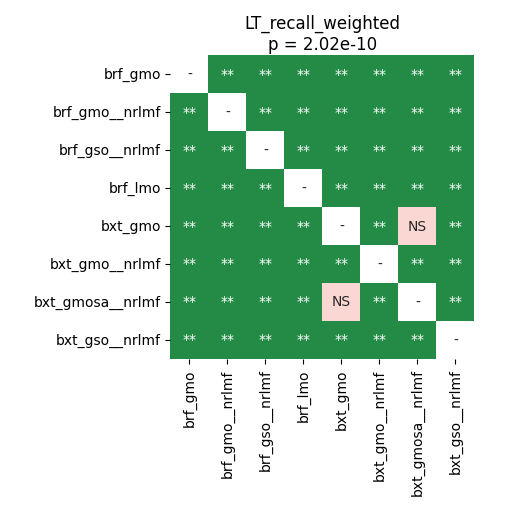 LT_recall_weighted
p = 2.02e-10
brf_gmo - ** ** ** ** ** ** **
brf_gmo__nrlmf ** - ** ** ** ** ** **
brf_gso__nrlmf ** ** - ** ** ** ** **
brf_lmo ** ** ** - ** ** ** **
bxt_gmo ** ** ** ** - ** NS **
bxt_gmo__nrlmf ** ** ** ** ** - ** **
bxt_gmosa__nrlmf ** ** ** ** NS ** - **
bxt_gso__nrlmf ** ** ** ** ** ** ** -
brf_gmo
brf_gmo__nrlmf
brf_gso__nrlmf
brf_lmo
bxt_gmo
bxt_gmo__nrlmf
bxt_gmosa__nrlmf
bxt_gso__nrlmf